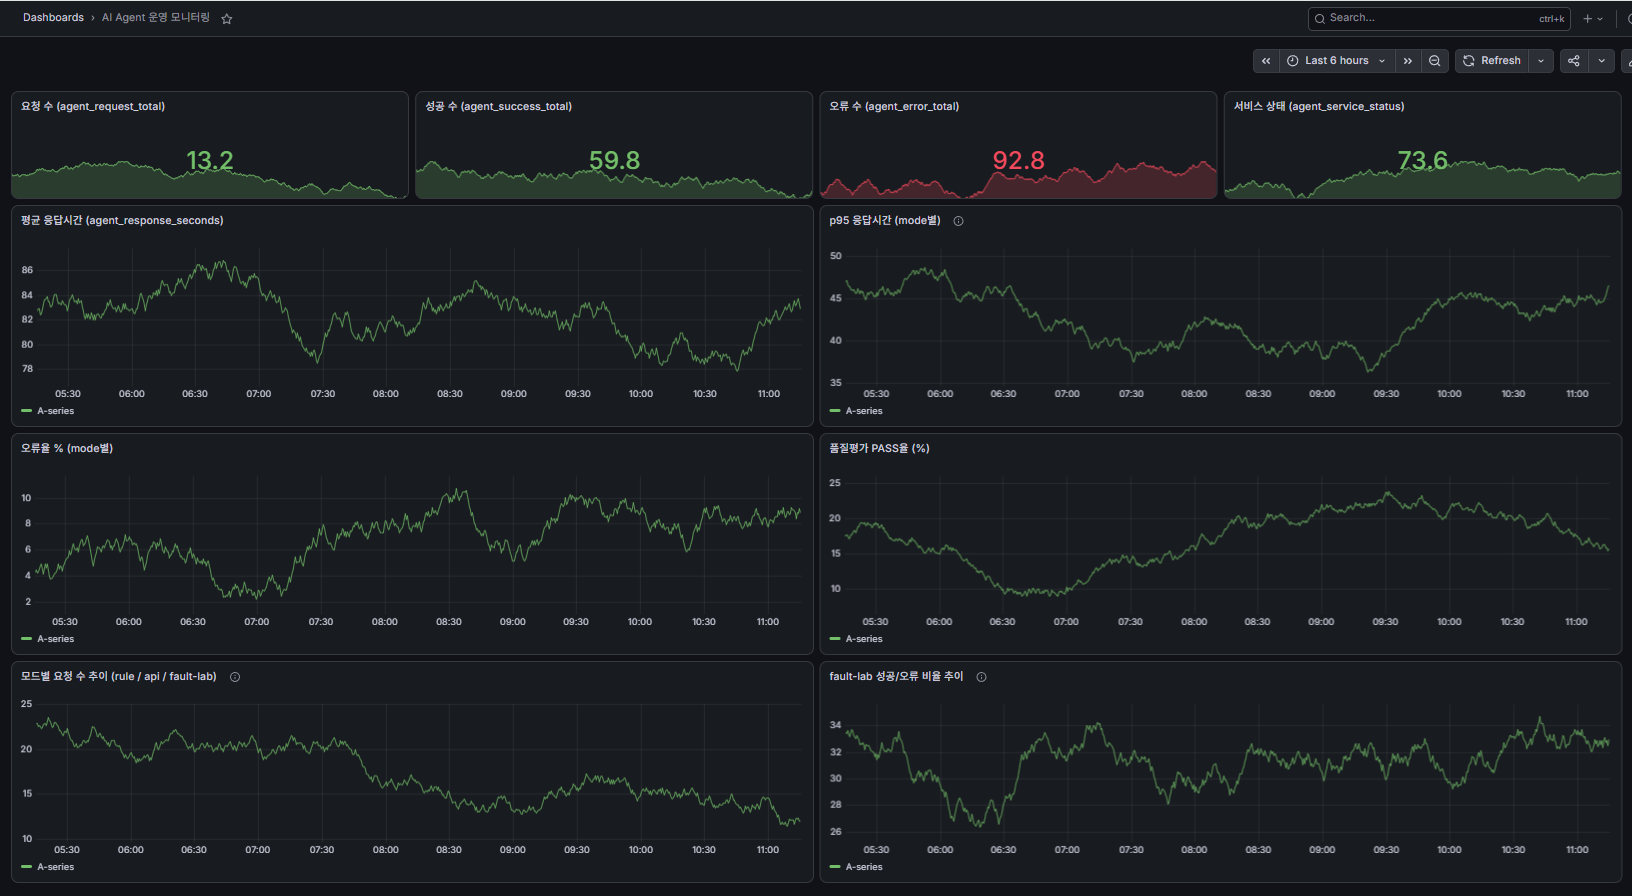 Dashboards › AI Agent 운영 모니터링
Search... ctrl+k
Last 6 hours
Refresh
요청 수 (agent_request_total)
13.2
성공 수 (agent_success_total)
59.8
오류 수 (agent_error_total)
92.8
서비스 상태 (agent_service_status)
73.6
평균 응답시간 (agent_response_seconds)
86
84
82
80
78
05:30 06:00 06:30 07:00 07:30 08:00 08:30 09:00 09:30 10:00 10:30 11:00
A-series
p95 응답시간 (mode별)
50
45
40
35
05:30 06:00 06:30 07:00 07:30 08:00 08:30 09:00 09:30 10:00 10:30 11:00
A-series
오류율 % (mode별)
10
8
6
4
2
05:30 06:00 06:30 07:00 07:30 08:00 08:30 09:00 09:30 10:00 10:30 11:00
A-series
품질평가 PASS율 (%)
25
20
15
10
05:30 06:00 06:30 07:00 07:30 08:00 08:30 09:00 09:30 10:00 10:30 11:00
A-series
모드별 요청 수 추이 (rule / api / fault-lab)
25
20
15
10
05:30 06:00 06:30 07:00 07:30 08:00 08:30 09:00 09:30 10:00 10:30 11:00
A-series
fault-lab 성공/오류 비율 추이
34
32
30
28
26
05:30 06:00 06:30 07:00 07:30 08:00 08:30 09:00 09:30 10:00 10:30 11:00
A-series